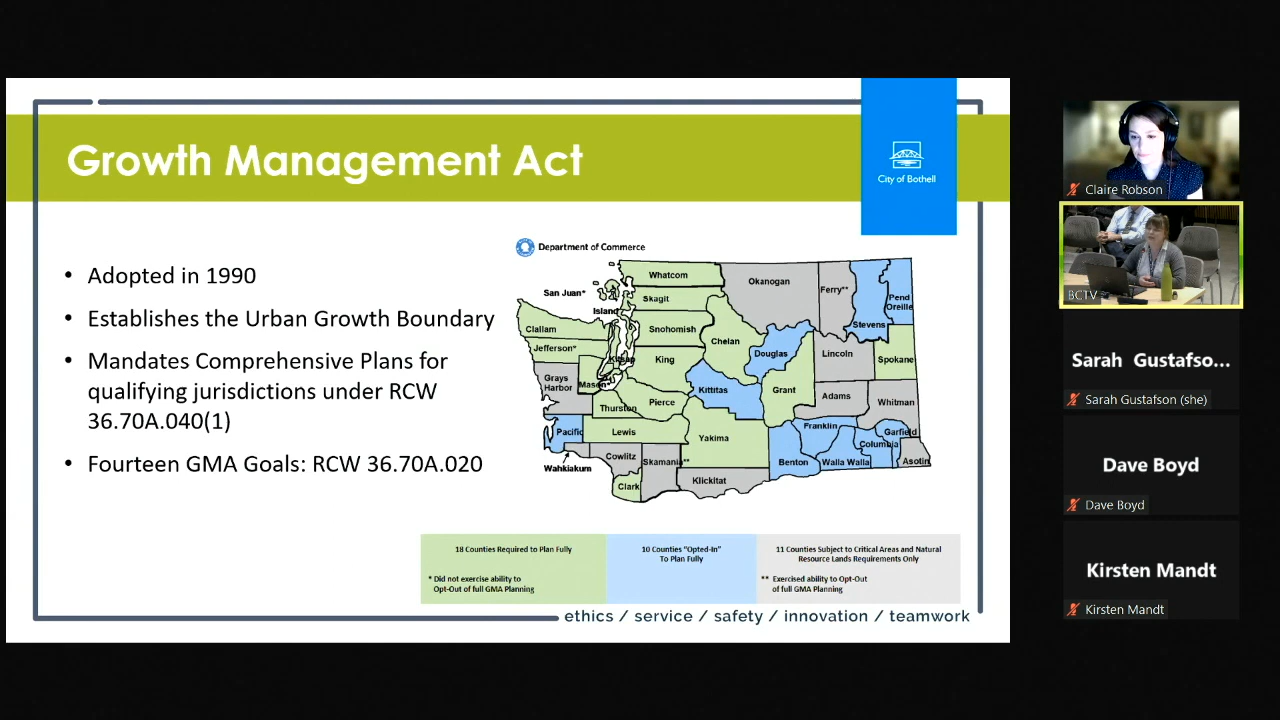 Growth Management Act
City of Bothell
• Adopted in 1990
• Establishes the Urban Growth Boundary
• Mandates Comprehensive Plans for
qualifying jurisdictions under RCW
36.70A.040(1)
• Fourteen GMA Goals: RCW 36.70A.020
Department of Commerce
Whatcom
Okanogan
Ferry**
Pend
Oreille
San Juan*
Skagit
Island
Stevens
Clallam
Snohomish
Chelan
Jefferson*
Douglas
Kitsap
King
Lincoln
Spokane
Grays
Harbor
Mason
Kittitas
Grant
Adams
Whitman
Thurston
Pierce
Pacific
Lewis
Yakima
Franklin
Garfield
Columbia
Wahkiakum
Cowlitz
Skamania**
Benton
Walla Walla
Asotin
Clark
Klickitat
18 Counties Required to Plan Fully
* Did not exercise ability to
Opt-Out of full GMA Planning
10 Counties "Opted-In"
To Plan Fully
11 Counties Subject to Critical Areas and Natural
Resource Lands Requirements Only
** Exercised ability to Opt-Out
of full GMA Planning
ethics / service / safety / innovation / teamwork
Claire Robson
BCTV
Sarah Gustafso...
Sarah Gustafson (she)
Dave Boyd
Dave Boyd
Kirsten Mandt
Kirsten Mandt